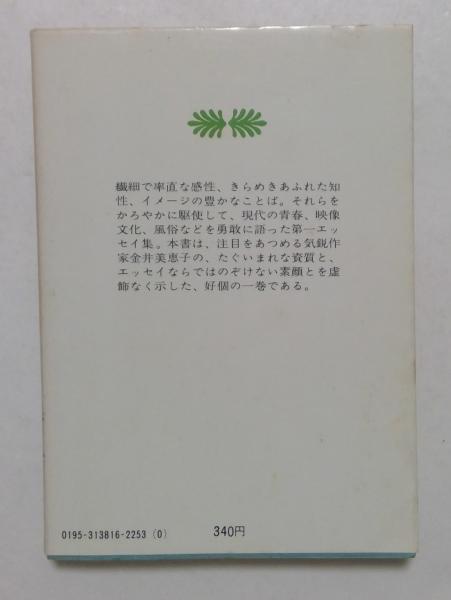 繊細で率直な感性、きらめきあふれた知
性、イメージの豊かなことば。それらを
かろやかに駆使して、現代の青春、映像
文化、風俗などを勇敢に語った第一エッ
セイ集。本書は、注目をあつめる気鋭作
家金井美恵子の、たぐいまれな資質と、
エッセイならではのぞけない素顔とを虚
飾なく示した、好個の一巻である。
0195-313816-2253 (0) 340円